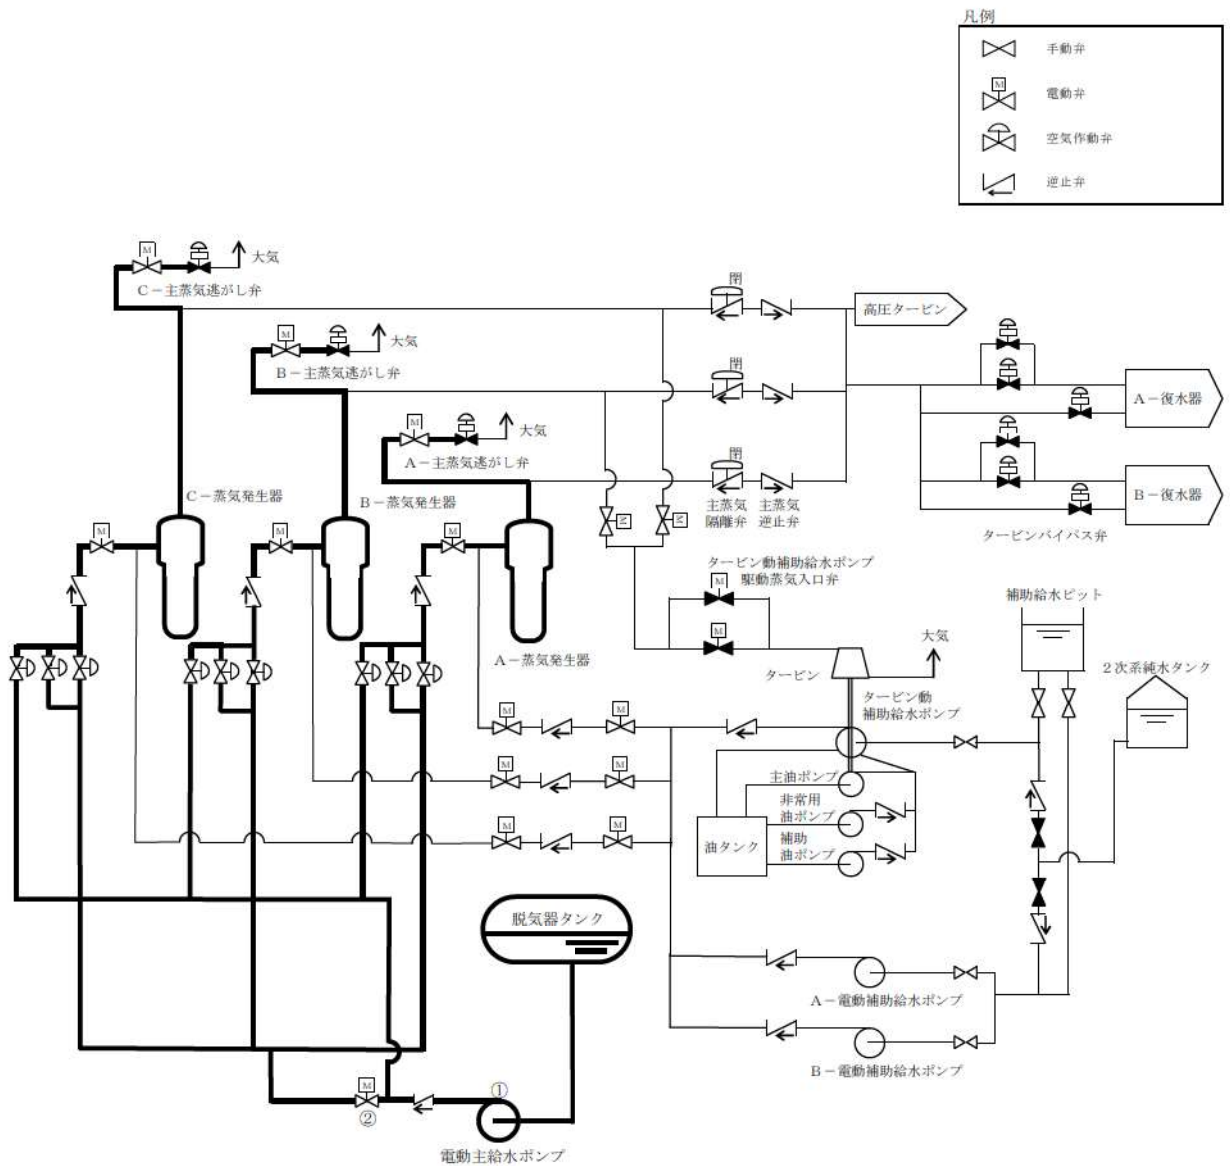 凡例
手動弁
M
電動弁
空気作動弁
逆止弁
M
大気
C-主蒸気逃がし弁
M
大気
B-主蒸気逃がし弁
M
大気
A-主蒸気逃がし弁
閉
高圧タービン
閉
A-復水器
閉
主蒸気
隔離弁
主蒸気
逆止弁
B-復水器
タービンバイパス弁
C-蒸気発生器
B-蒸気発生器
M
M
M
M
M
A-蒸気発生器
タービン動補助給水ポンプ
駆動蒸気入口弁
M
M
タービン
大気
補助給水ピット
2次系純水タンク
タービン動
補助給水ポンプ
M
M
M
M
M
M
主油ポンプ
非常用
油ポンプ
補助
油ポンプ
油タンク
脱気器タンク
A-電動補助給水ポンプ
B-電動補助給水ポンプ
M
②
①
電動主給水ポンプ